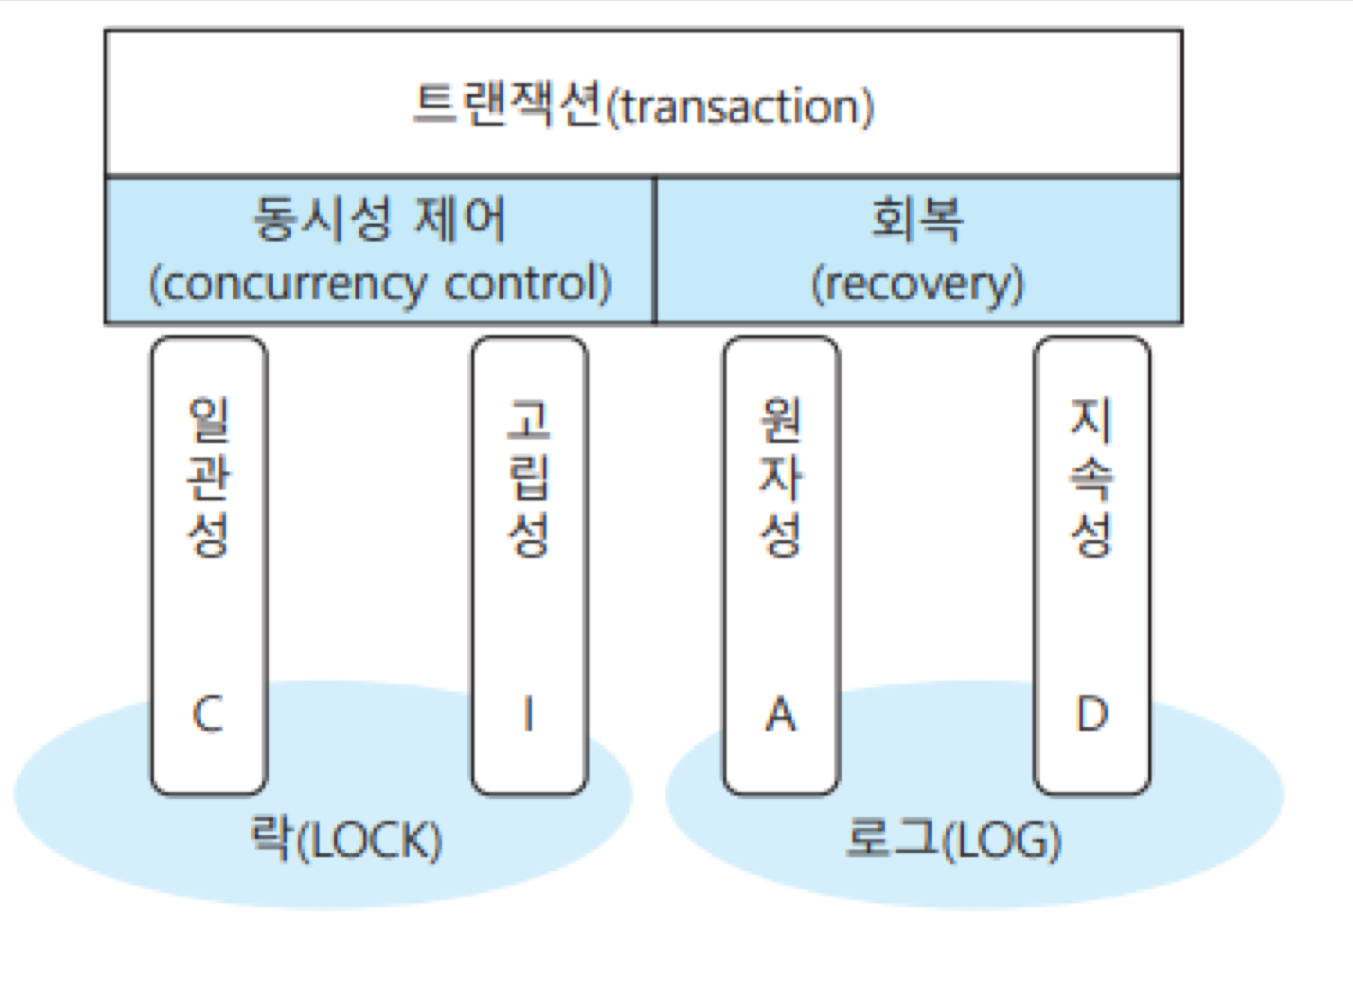 트랜잭션(transaction)
동시성 제어
(concurrency control)
회복
(recovery)
일관성
C
고립성
I
원자성
A
지속성
D
락(LOCK)
로그(LOG)